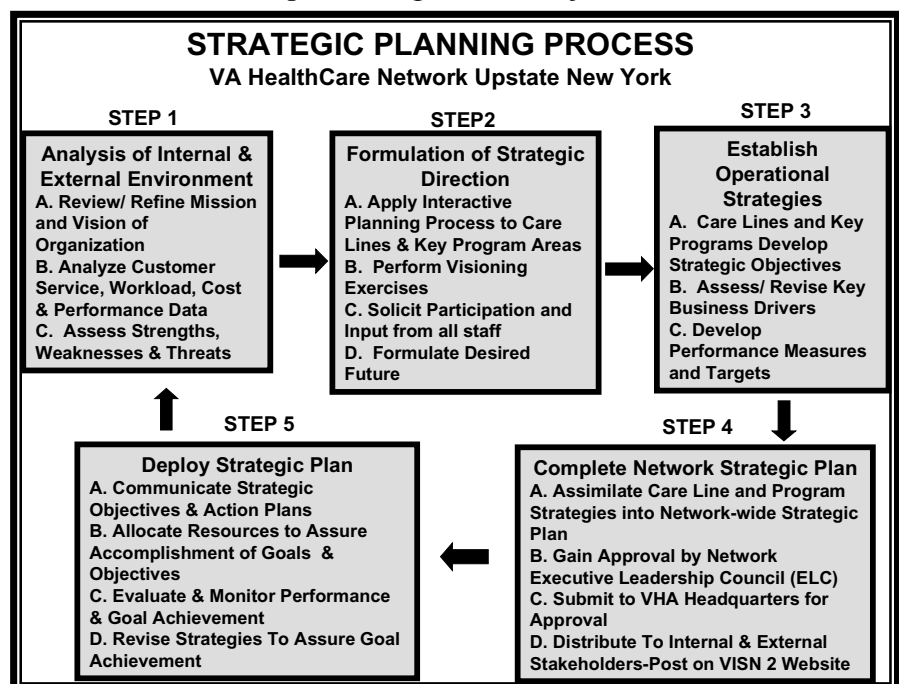 STRATEGIC PLANNING PROCESS
VA HealthCare Network Upstate New York
STEP 1
Analysis of Internal &
External Environment
A. Review/ Refine Mission
and Vision of
Organization
B. Analyze Customer
Service, Workload, Cost
& Performance Data
C. Assess Strengths,
Weaknesses & Threats
STEP2
Formulation of Strategic
Direction
A. Apply Interactive
Planning Process to Care
Lines & Key Program Areas
B. Perform Visioning
Exercises
C. Solicit Participation and
Input from all staff
D. Formulate Desired
Future
STEP 3
Establish
Operational
Strategies
A. Care Lines and Key
Programs Develop
Strategic Objectives
B. Assess/ Revise Key
Business Drivers
C. Develop
Performance Measures
and Targets
STEP 4
Complete Network Strategic Plan
A. Assimilate Care Line and Program
Strategies into Network-wide Strategic
Plan
B. Gain Approval by Network
Executive Leadership Council (ELC)
C. Submit to VHA Headquarters for
Approval
D. Distribute To Internal & External
Stakeholders-Post on VISN 2 Website
STEP 5
Deploy Strategic Plan
A. Communicate Strategic
Objectives & Action Plans
B. Allocate Resources to Assure
Accomplishment of Goals &
Objectives
C. Evaluate & Monitor Performance
& Goal Achievement
D. Revise Strategies To Assure Goal
Achievement